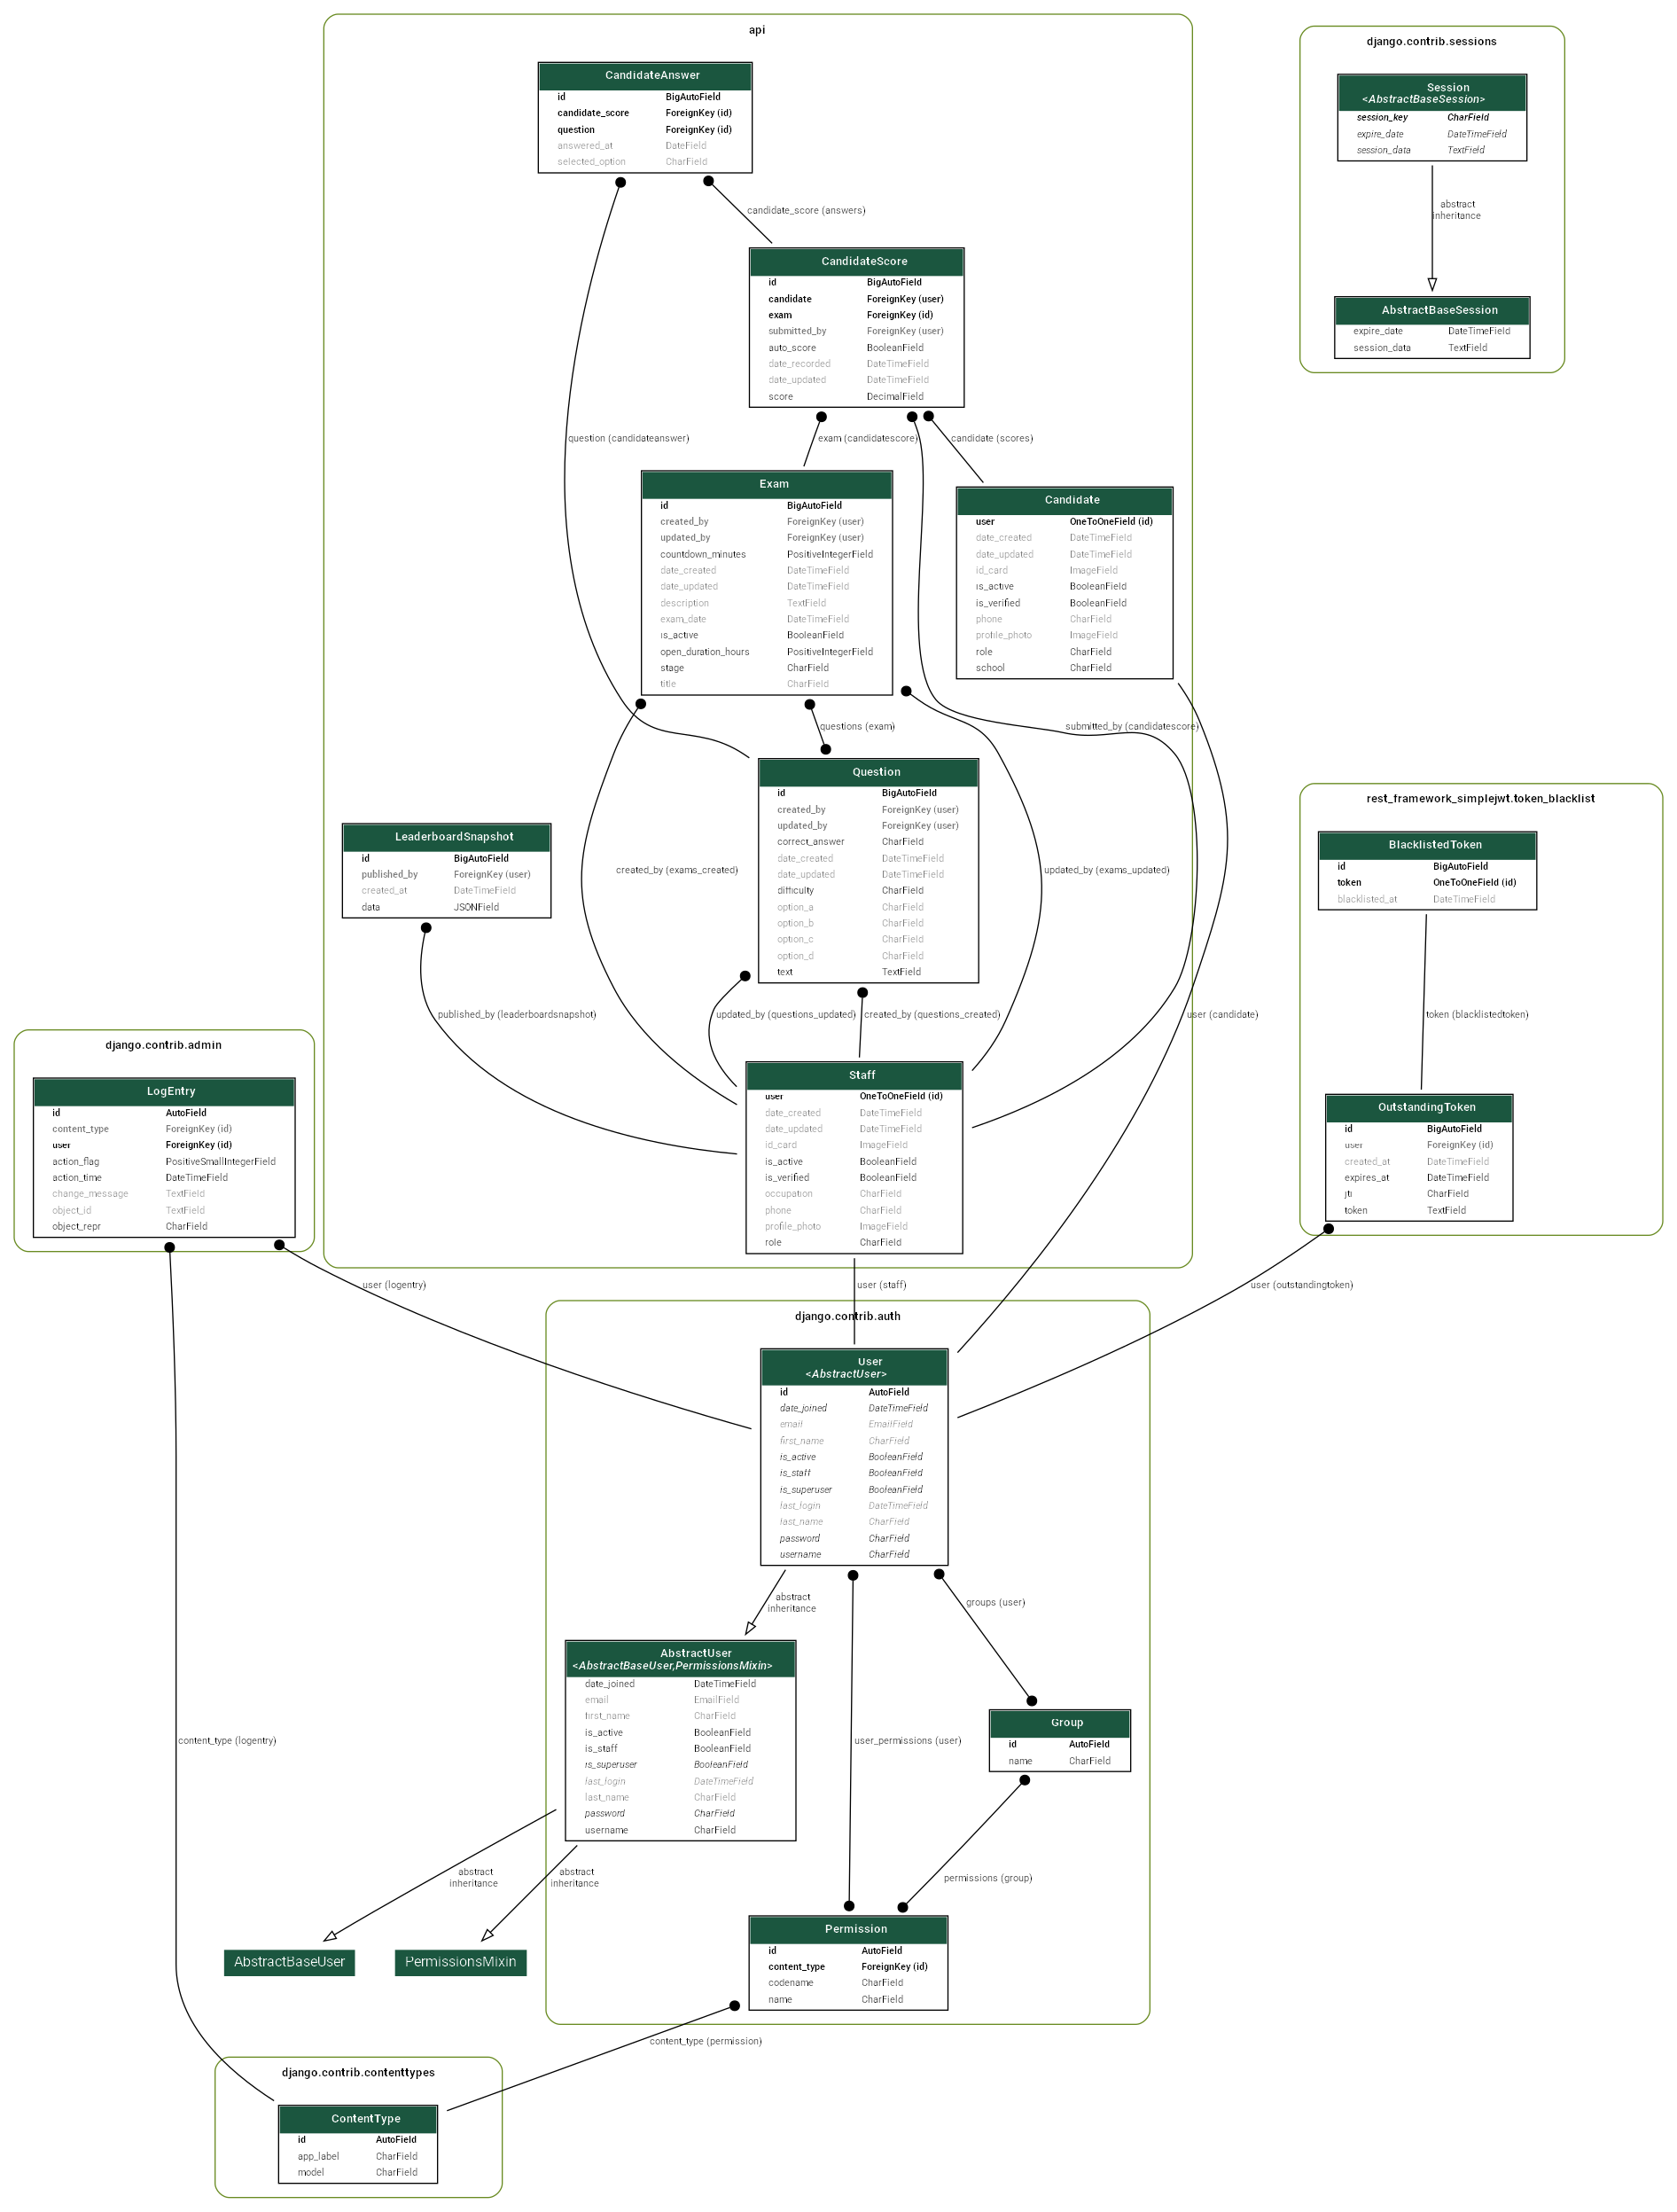 api
CandidateAnswer
id BigAutoField
candidate_score ForeignKey (id)
question ForeignKey (id)
answered_at DateField
selected_option CharField
candidate_score (answers)
CandidateScore
id BigAutoField
candidate ForeignKey (user)
exam ForeignKey (id)
submitted_by ForeignKey (user)
auto_score BooleanField
date_recorded DateTimeField
date_updated DateTimeField
score DecimalField
question (candidateanswer)
exam (candidatescore)
candidate (scores)
Exam
id BigAutoField
created_by ForeignKey (user)
updated_by ForeignKey (user)
countdown_minutes PositiveIntegerField
date_created DateTimeField
date_updated DateTimeField
description TextField
exam_date DateTimeField
is_active BooleanField
open_duration_hours PositiveIntegerField
stage CharField
title CharField
Candidate
user OneToOneField (id)
date_created DateTimeField
date_updated DateTimeField
id_card ImageField
is_active BooleanField
is_verified BooleanField
phone CharField
profile_photo ImageField
role CharField
school CharField
questions (exam)
submitted_by (candidatescore)
Question
id BigAutoField
created_by ForeignKey (user)
updated_by ForeignKey (user)
correct_answer CharField
date_created DateTimeField
date_updated DateTimeField
difficulty CharField
option_a CharField
option_b CharField
option_c CharField
option_d CharField
text TextField
LeaderboardSnapshot
id BigAutoField
published_by ForeignKey (user)
created_at DateTimeField
data JSONField
created_by (exams_created)
updated_by (exams_updated)
published_by (leaderboardsnapshot)
updated_by (questions_updated)
created_by (questions_created)
user (candidate)
Staff
user OneToOneField (id)
date_created DateTimeField
date_updated DateTimeField
id_card ImageField
is_active BooleanField
is_verified BooleanField
occupation CharField
phone CharField
profile_photo ImageField
role CharField
django.contrib.sessions
Session
<AbstractBaseSession>
session_key CharField
expire_date DateTimeField
session_data TextField
abstract
inheritance
AbstractBaseSession
expire_date DateTimeField
session_data TextField
rest_framework_simplejwt.token_blacklist
BlacklistedToken
id BigAutoField
token OneToOneField (id)
blacklisted_at DateTimeField
token (blacklistedtoken)
OutstandingToken
id BigAutoField
user ForeignKey (id)
created_at DateTimeField
expires_at DateTimeField
jti CharField
token TextField
django.contrib.admin
LogEntry
id AutoField
content_type ForeignKey (id)
user ForeignKey (id)
action_flag PositiveSmallIntegerField
action_time DateTimeField
change_message TextField
object_id TextField
object_repr CharField
user (logentry)
user (staff)
user (outstandingtoken)
django.contrib.auth
User
<AbstractUser>
id AutoField
date_joined DateTimeField
email EmailField
first_name CharField
is_active BooleanField
is_staff BooleanField
is_superuser BooleanField
last_login DateTimeField
last_name CharField
password CharField
username CharField
abstract
inheritance
groups (user)
AbstractUser
<AbstractBaseUser,PermissionsMixin>
date_joined DateTimeField
email EmailField
first_name CharField
is_active BooleanField
is_staff BooleanField
is_superuser BooleanField
last_login DateTimeField
last_name CharField
password CharField
username CharField
Group
id AutoField
name CharField
content_type (logentry)
user_permissions (user)
abstract
inheritance
abstract
inheritance
permissions (group)
AbstractBaseUser
PermissionsMixin
Permission
id AutoField
content_type ForeignKey (id)
codename CharField
name CharField
content_type (permission)
django.contrib.contenttypes
ContentType
id AutoField
app_label CharField
model CharField